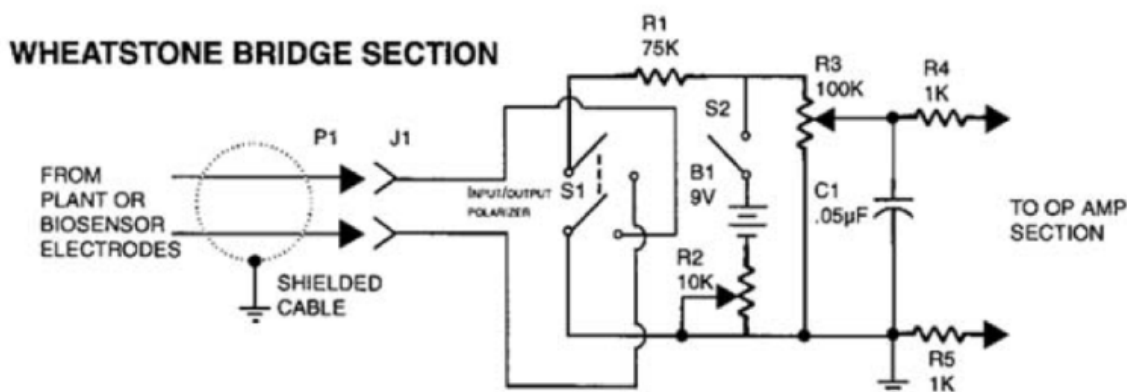 WHEATSTONE BRIDGE SECTION
R1
75K
R3
100K
R4
1K
S2
P1
J1
FROM
PLANT OR
BIOSENSOR
ELECTRODES
INPUT/OUTPUT
POLARIZER
S1
B1
9V
C1
.05µF
TO OP AMP
SECTION
R2
10K
SHIELDED
CABLE
R5
1K